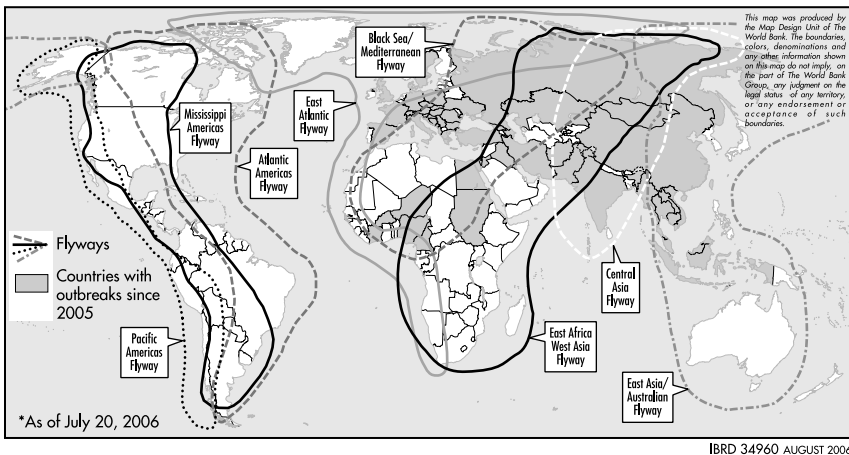 This map was produced by
the Map Design Unit of The
World Bank. The boundaries,
colors, denominations and
any other information shown
on this map do not imply, on
the part of The World Bank
Group, any judgment on the
legal status of any territory,
or any endorsement or
acceptance of such
boundaries.
Black Sea/
Mediterranean
Flyway
East
Atlantic
Flyway
Mississippi
Americas
Flyway
Atlantic
Americas
Flyway
Flyways
Countries with
outbreaks since
2005
Central
Asia
Flyway
Pacific
Americas
Flyway
East Africa
West Asia
Flyway
East Asia/
Australian
Flyway
*As of July 20, 2006
IBRD 34960 AUGUST 2006